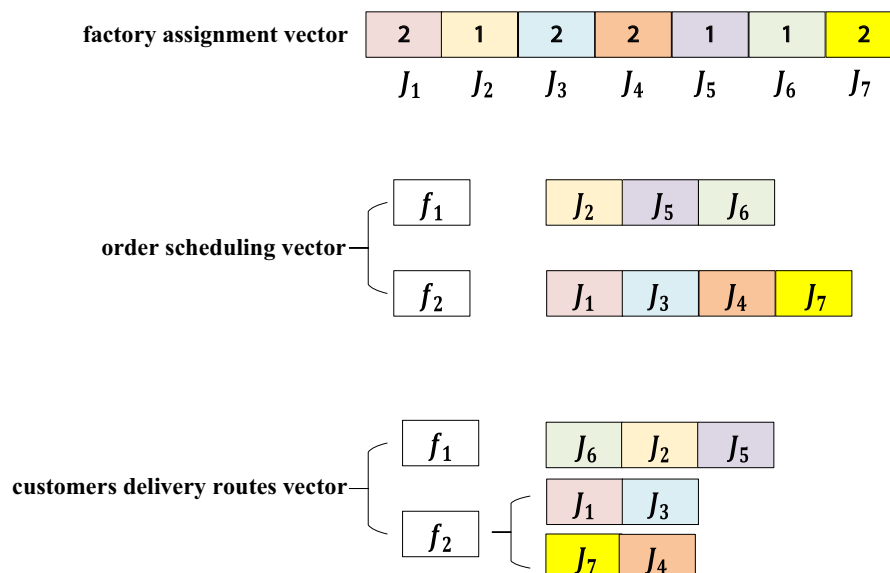 factory assignment vector 2 1 2 2 1 1 2
J₁ J₂ J₃ J₄ J₅ J₆ J₇
f₁ J₂ J₅ J₆
order scheduling vector
f₂ J₁ J₃ J₄ J₇
f₁ J₆ J₂ J₅
customers delivery routes vector
J₁ J₃
f₂
J₇ J₄